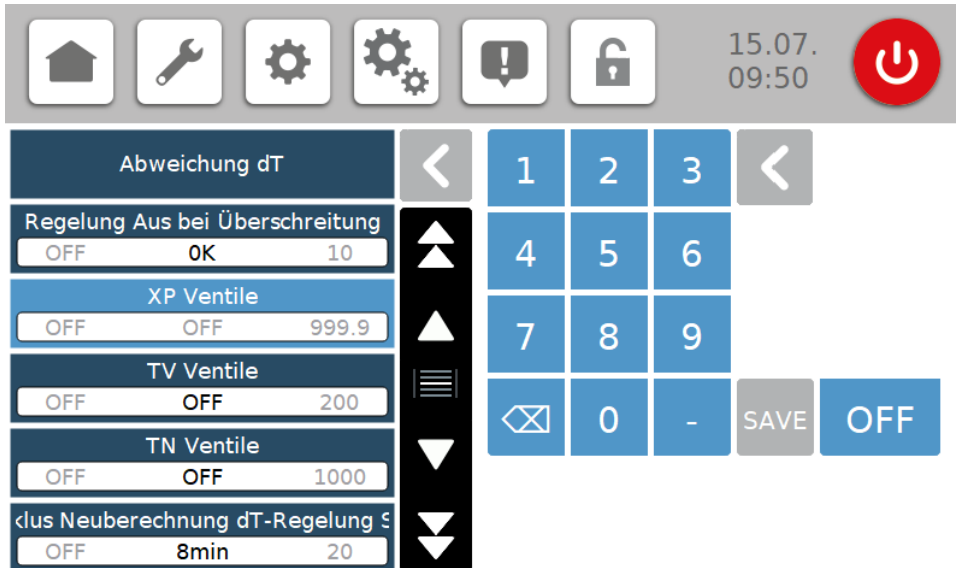 15.07.
09:50
Abweichung dT
Regelung Aus bei Überschreitung
OFF 0K 10
XP Ventile
OFF OFF 999.9
TV Ventile
OFF OFF 200
TN Ventile
OFF OFF 1000
klus Neuberechnung dT-Regelung S
OFF 8min 20
1 2 3
4 5 6
7 8 9
0 - SAVE OFF